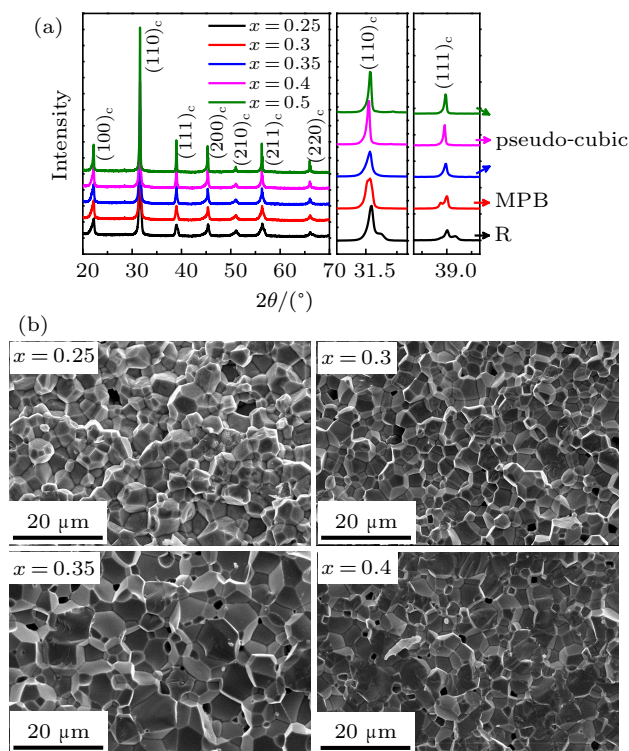 (a)
x = 0.25
x = 0.3
x = 0.35
x = 0.4
x = 0.5
(100)c
(110)c
(111)c
(200)c
(210)c
(211)c
(220)c
(110)c
(111)c
pseudo-cubic
MPB
R
Intensity
20 30 40 50 60 70 31.5 39.0
2θ/(°)
(b)
x = 0.25
x = 0.3
20 µm
20 µm
x = 0.35
x = 0.4
20 µm
20 µm